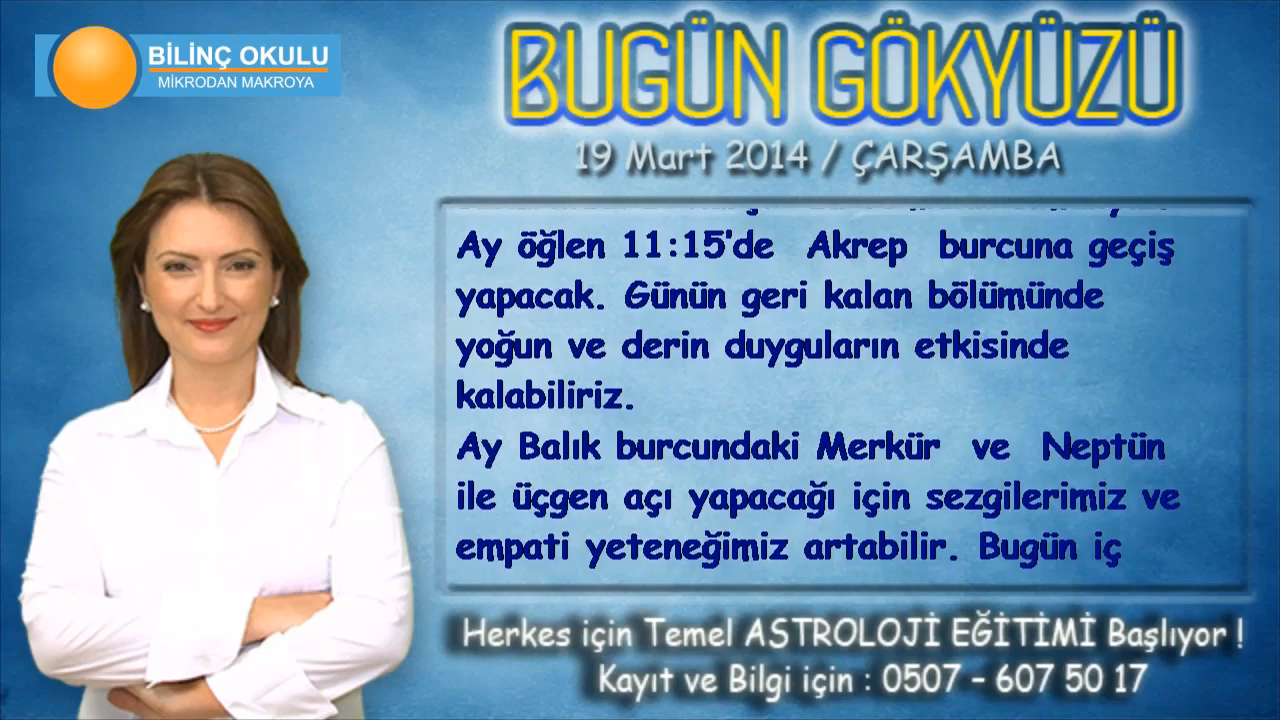 BİLİNÇ OKULU
MİKRODAN MAKROYA
BUGÜN GÖKYÜZÜ
19 Mart 2014 / ÇARŞAMBA
Ay öğlen 11:15'de Akrep burcuna geçiş
yapacak. Günün geri kalan bölümünde
yoğun ve derin duyguların etkisinde
kalabiliriz.
Ay Balık burcundaki Merkür ve Neptün
ile üçgen açı yapacağı için sezgilerimiz ve
empati yeteneğimiz artabilir. Bugün iç
Herkes için Temel ASTROLOJİ EĞİTİMİ Başlıyor !
Kayıt ve Bilgi için : 0507 - 607 50 17